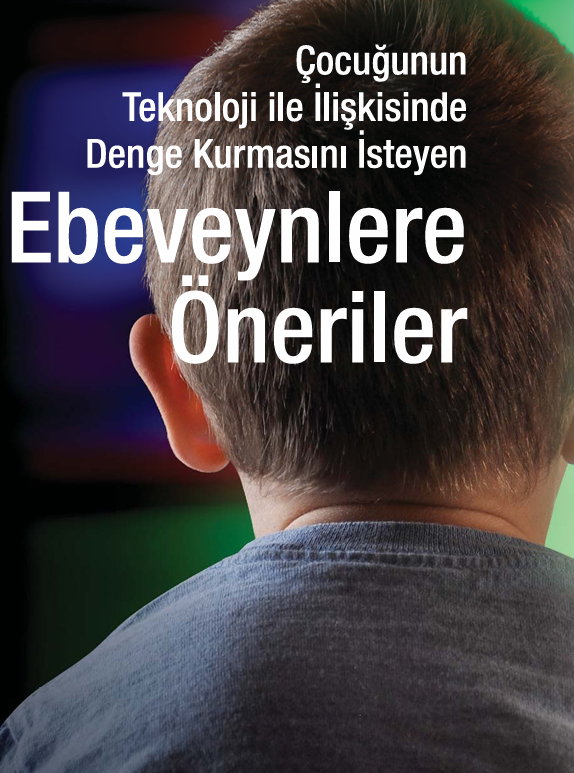 Çocuğunun
Teknoloji ile İlişkisinde
Denge Kurmasını İsteyen
Ebeveynlere
Öneriler